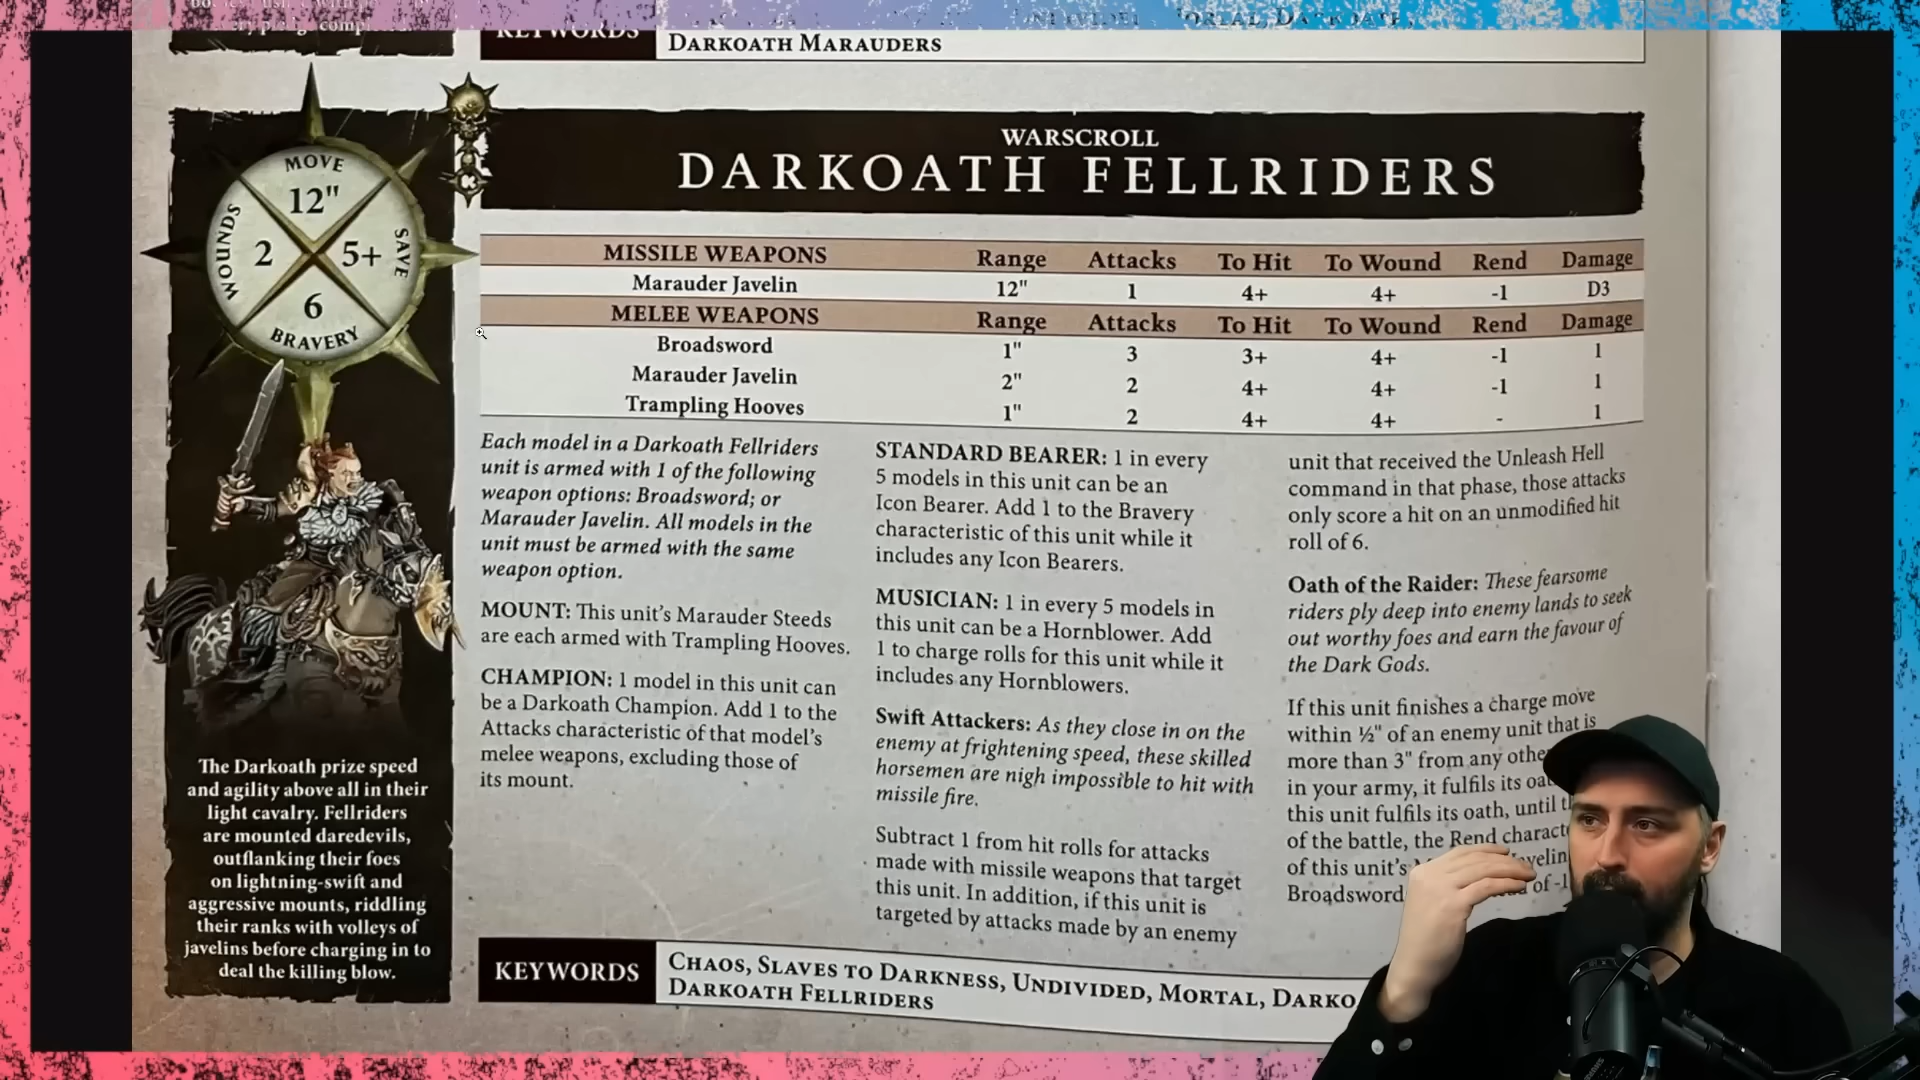 KEYWORDS
DARKOATH MARAUDERS
WARSCROLL
DARKOATH FELLRIDERS
MOVE
12"
WOUNDS
2
5+
SAVE
6
BRAVERY
MISSILE WEAPONS Range Attacks To Hit To Wound Rend Damage
Marauder Javelin 12" 1 4+ 4+ -1 D3
MELEE WEAPONS Range Attacks To Hit To Wound Rend Damage
Broadsword 1" 3 3+ 4+ -1 1
Marauder Javelin 2" 2 4+ 4+ -1 1
Trampling Hooves 1" 2 4+ 4+ - 1
The Darkoath prize speed
and agility above all in their
light cavalry. Fellriders
are mounted daredevils,
outflanking their foes
on lightning-swift and
aggressive mounts, riddling
their ranks with volleys of
javelins before charging in to
deal the killing blow.
Each model in a Darkoath Fellriders
unit is armed with 1 of the following
weapon options: Broadsword; or
Marauder Javelin. All models in the
unit must be armed with the same
weapon option.
MOUNT: This unit's Marauder Steeds
are each armed with Trampling Hooves.
CHAMPION: 1 model in this unit can
be a Darkoath Champion. Add 1 to the
Attacks characteristic of that model's
melee weapons, excluding those of
its mount.
STANDARD BEARER: 1 in every
5 models in this unit can be an
Icon Bearer. Add 1 to the Bravery
characteristic of this unit while it
includes any Icon Bearers.
MUSICIAN: 1 in every 5 models in
this unit can be a Hornblower. Add
1 to charge rolls for this unit while it
includes any Hornblowers.
Swift Attackers: As they close in on the
enemy at frightening speed, these skilled
horsemen are nigh impossible to hit with
missile fire.
Subtract 1 from hit rolls for attacks
made with missile weapons that target
this unit. In addition, if this unit is
targeted by attacks made by an enemy
unit that received the Unleash Hell
command in that phase, those attacks
only score a hit on an unmodified hit
roll of 6.
Oath of the Raider: These fearsome
riders ply deep into enemy lands to seek
out worthy foes and earn the favour of
the Dark Gods.
If this unit finishes a charge move
within ½" of an enemy unit that is
more than 3" from any othe
in your army, it fulfils its oa
this unit fulfils its oath, until t
of the battle, the Rend charact
of this unit's
Broadsword of -1
KEYWORDS
CHAOS, SLAVES TO DARKNESS, UNDIVIDED, MORTAL, DARKO
DARKOATH FELLRIDERS